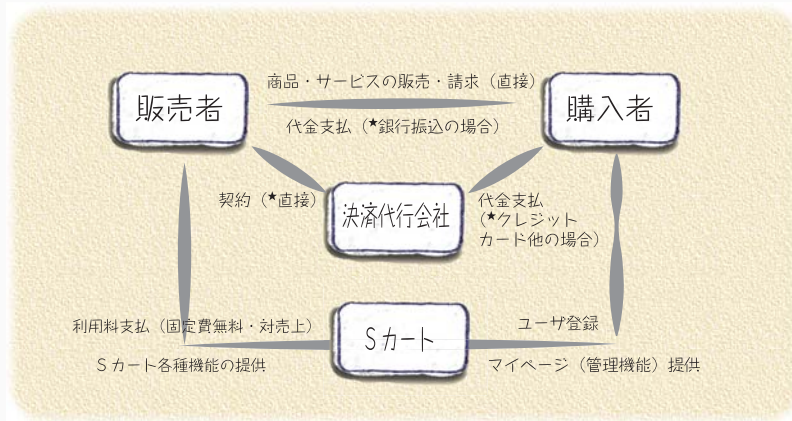 商品・サービスの販売・請求（直接）
販売者
購入者
代金支払（★銀行振込の場合）
契約（★直接）
決済代行会社
代金支払
（★クレジット
カード他の場合）
利用料支払（固定費無料・対売上）
Sカート
ユーザ登録
Sカート各種機能の提供
マイページ（管理機能）提供